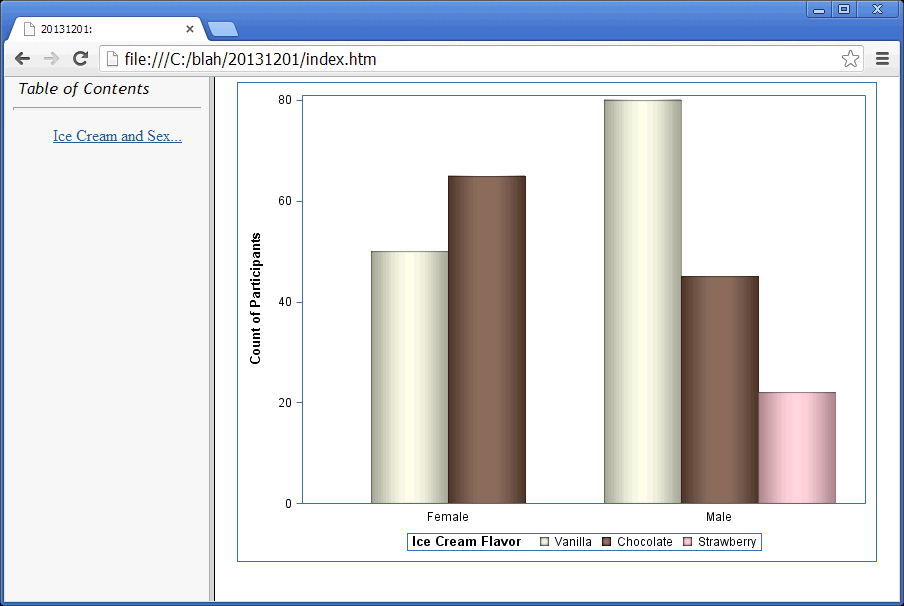 20131201:
file:///C:/blah/20131201/index.htm
Table of Contents
Ice Cream and Sex...
80
60
40
20
0
Count of Participants
Female Male
Ice Cream Flavor Vanilla Chocolate Strawberry